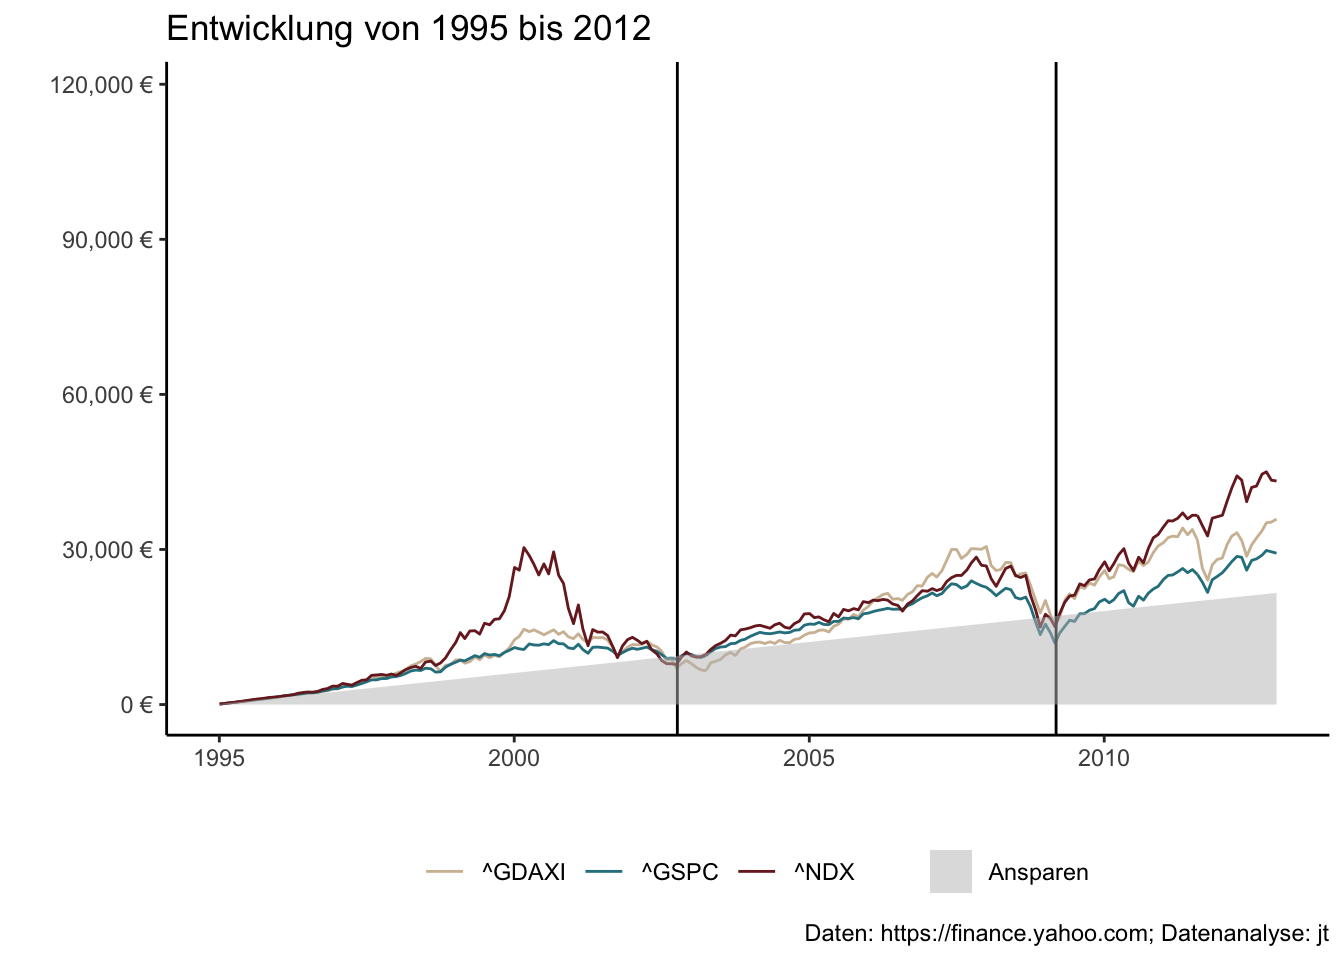 Entwicklung von 1995 bis 2012
120,000 €
90,000 €
60,000 €
30,000 €
0 €
1995 2000 2005 2010
^GDAXI ^GSPC ^NDX Ansparen
Daten: https://finance.yahoo.com; Datenanalyse: jt